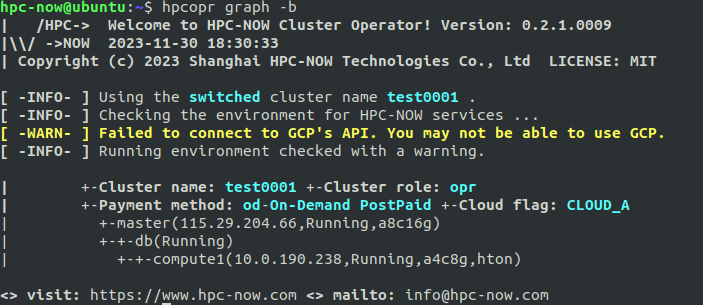 hpc-now@ubuntu:~$ hpcopr graph -b
|   /HPC->  Welcome to HPC-NOW Cluster Operator! Version: 0.2.1.0009
|\\/ ->NOW  2023-11-30 18:30:33
| Copyright (c) 2023 Shanghai HPC-NOW Technologies Co., Ltd  LICENSE: MIT
[ -INFO- ] Using the switched cluster name test0001 .
[ -INFO- ] Checking the environment for HPC-NOW services ...
[ -WARN- ] Failed to connect to GCP's API. You may not be able to use GCP.
[ -INFO- ] Running environment checked with a warning.
|         +-Cluster name: test0001 +-Cluster role: opr
|         +-Payment method: od-On-Demand PostPaid +-Cloud flag: CLOUD_A
|           +-master(115.29.204.66,Running,a8c16g)
|           +-+-db(Running)
|             +-+-compute1(10.0.190.238,Running,a4c8g,hton)
<> visit: https://www.hpc-now.com <> mailto: info@hpc-now.com